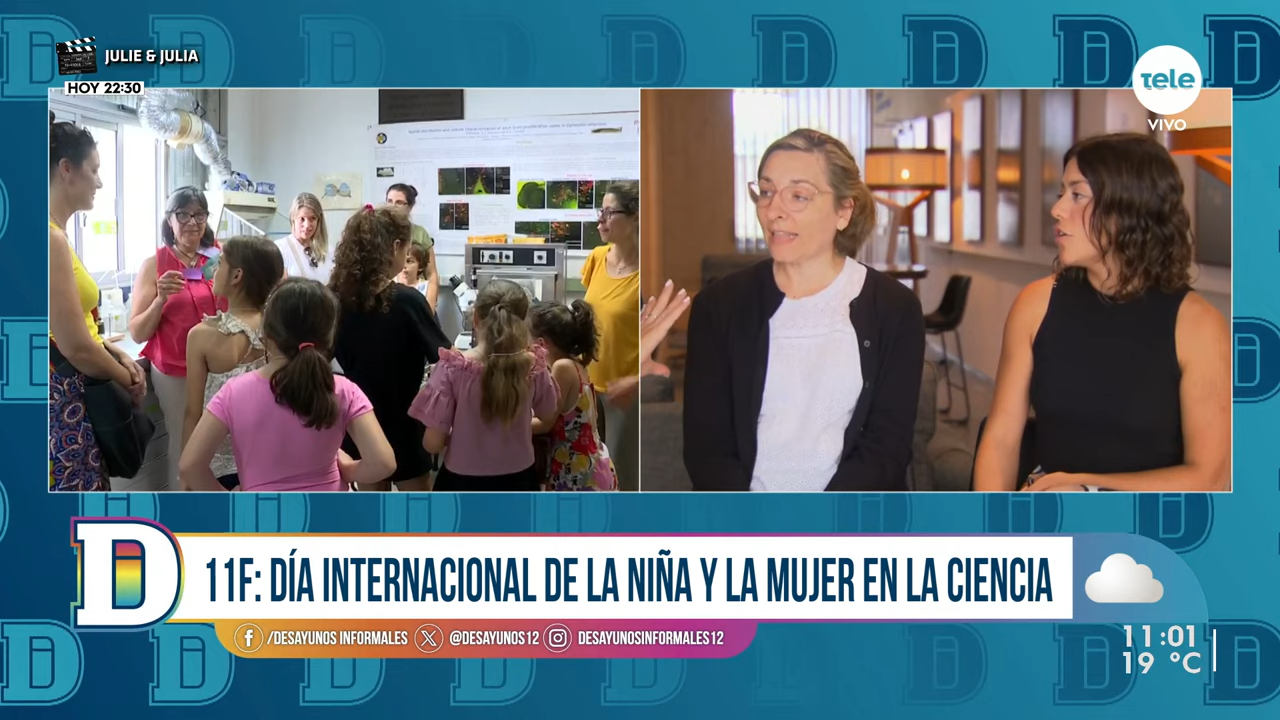 JULIE & JULIA
HOY 22:30
tele
VIVO
D
11F: DÍA INTERNACIONAL DE LA NIÑA Y LA MUJER EN LA CIENCIA
/DESAYUNOS INFORMALES
@DESAYUNOS12
DESAYUNOSINFORMALES12
11:01
19 °C